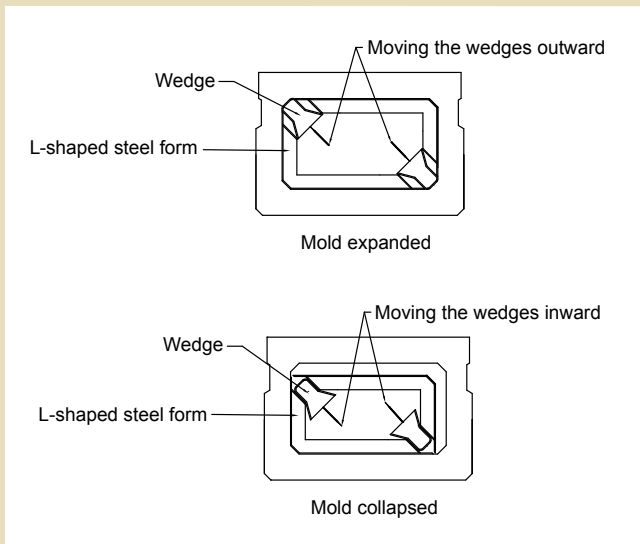 Moving the wedges outward
Wedge
L-shaped steel form
Mold expanded
Moving the wedges inward
Wedge
L-shaped steel form
Mold collapsed